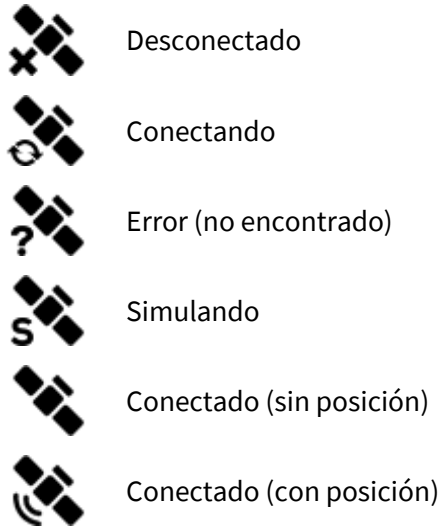 Desconectado
Conectando
? Error (no encontrado)
S Simulando
Conectado (sin posición)
Conectado (con posición)